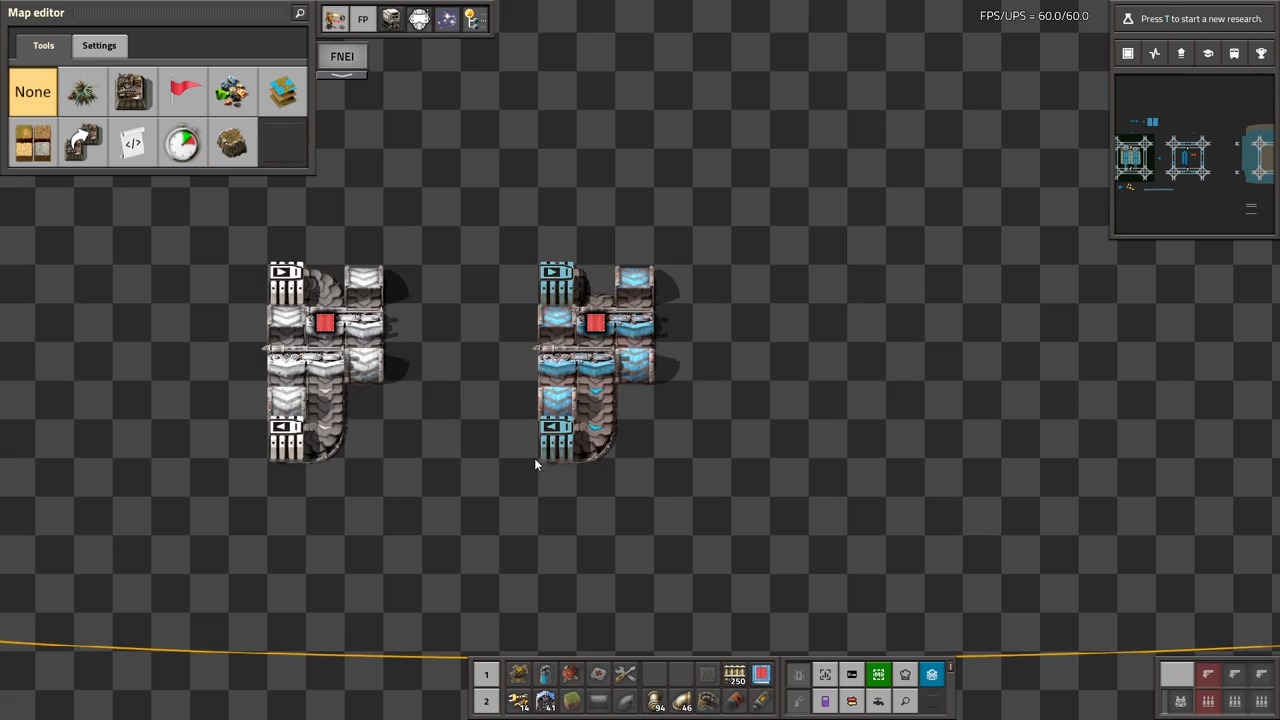 Map editor
FP
FPS/UPS = 60.0/60.0
Press T to start a new research.
Tools
Settings
FNEI
None
</>
1
250
2
41
94
46